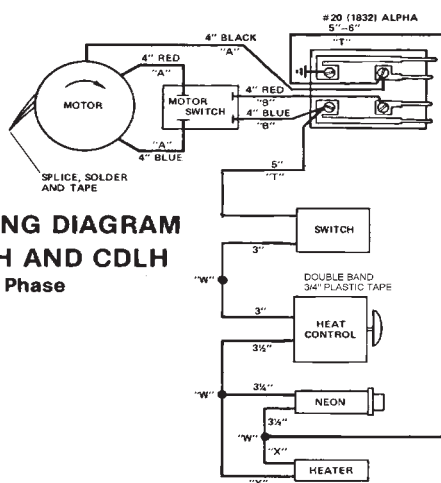 #20 (1832) ALPHA
5"–6"
"T"
4" BLACK
"A"
4" RED
"A"
MOTOR
MOTOR
SWITCH
4" RED
"B"
4" BLUE
"B"
"A"
4" BLUE
SPLICE, SOLDER
AND TAPE
5"
"T"
NG DIAGRAM
H AND CDLH
Phase
SWITCH
3"
"W"
DOUBLE BAND
3/4" PLASTIC TAPE
3"
HEAT
CONTROL
3½"
"W"
3¼"
NEON
3½"
"W"
"X"
HEATER
"X"